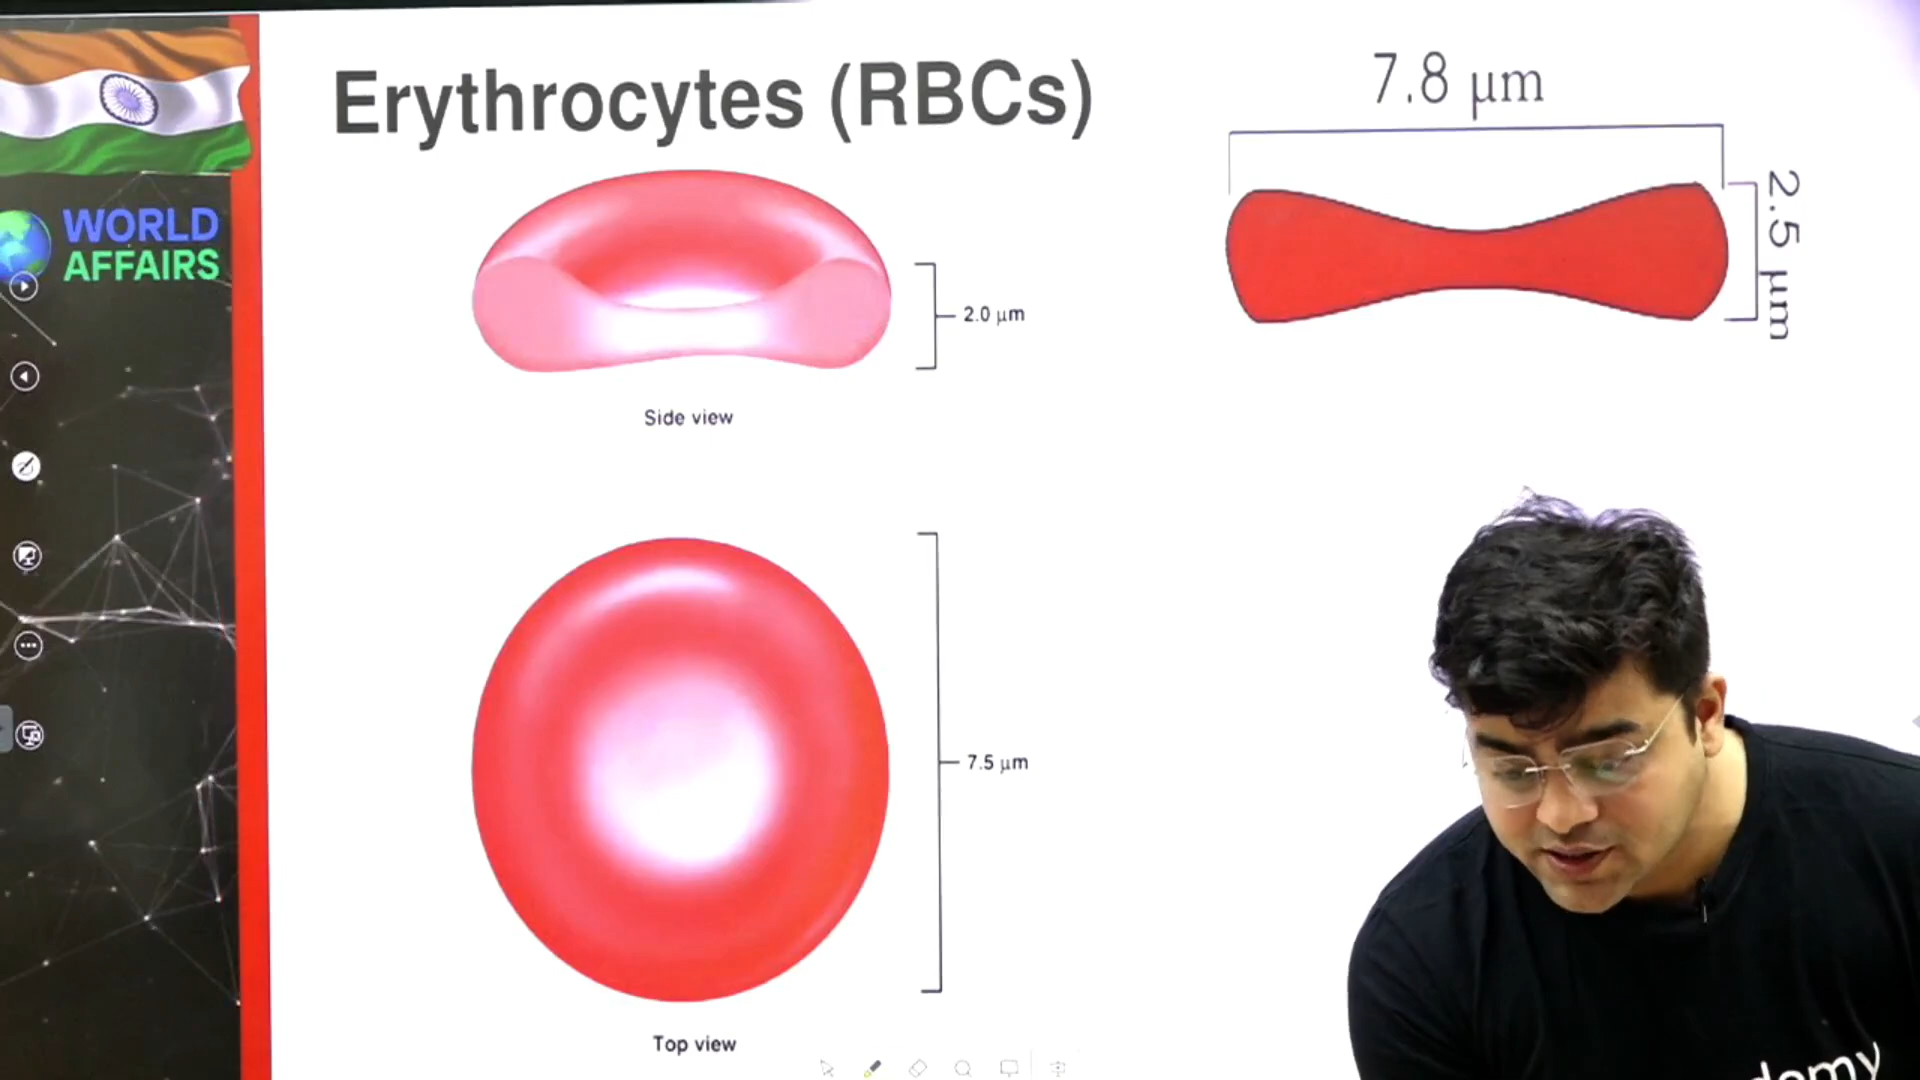 WORLD
AFFAIRS
Erythrocytes (RBCs)
7.8 µm
2.5 µm
2.0 µm
Side view
7.5 µm
Top view